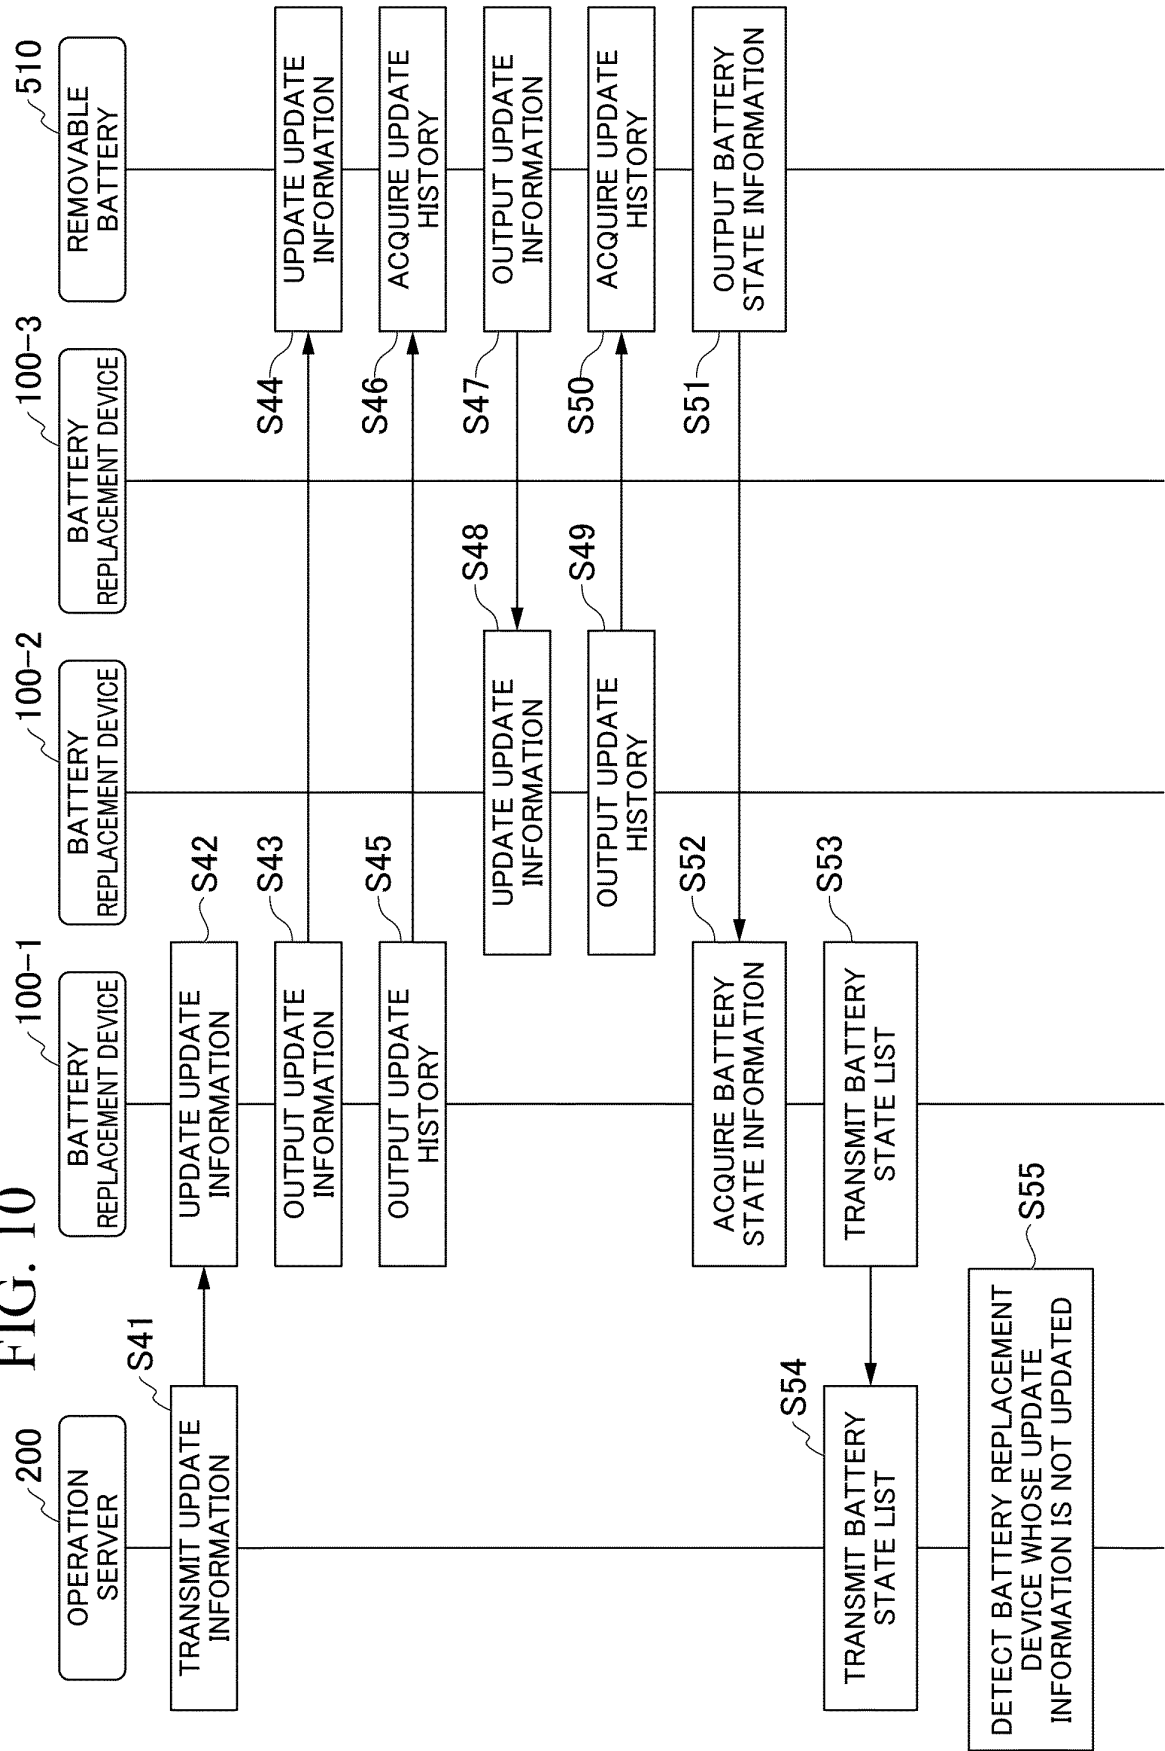 FIG. 10
200
OPERATION
SERVER
100-1
BATTERY
REPLACEMENT DEVICE
100-2
BATTERY
REPLACEMENT DEVICE
100-3
BATTERY
REPLACEMENT DEVICE
510
REMOVABLE
BATTERY
S41
TRANSMIT UPDATE
INFORMATION
S42
UPDATE UPDATE
INFORMATION
S43
OUTPUT UPDATE
INFORMATION
S44
UPDATE UPDATE
INFORMATION
S45
OUTPUT UPDATE
HISTORY
S46
ACQUIRE UPDATE
HISTORY
S47
OUTPUT UPDATE
INFORMATION
S48
UPDATE UPDATE
INFORMATION
S49
OUTPUT UPDATE
HISTORY
S50
ACQUIRE UPDATE
HISTORY
S51
OUTPUT BATTERY
STATE INFORMATION
S52
ACQUIRE BATTERY
STATE INFORMATION
S53
TRANSMIT BATTERY
STATE LIST
S54
TRANSMIT BATTERY
STATE LIST
S55
DETECT BATTERY REPLACEMENT
DEVICE WHOSE UPDATE
INFORMATION IS NOT UPDATED